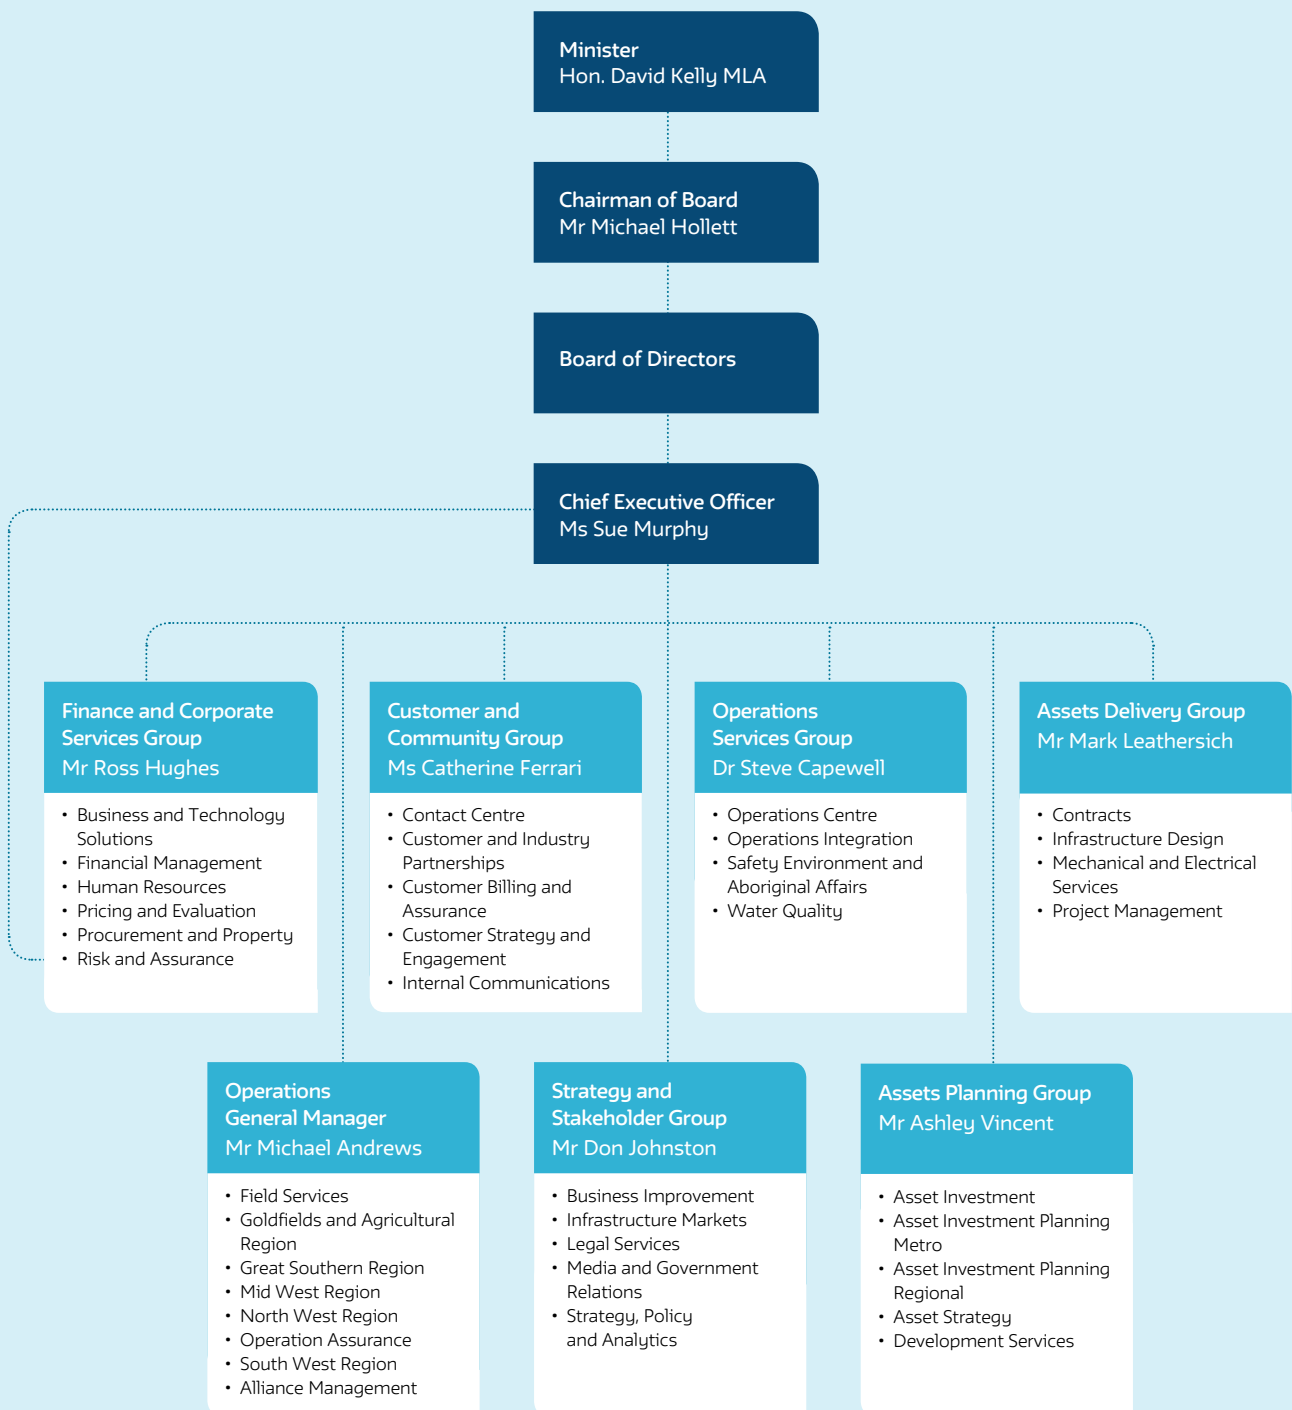 Minister
Hon. David Kelly MLA
Chairman of Board
Mr Michael Hollett
Board of Directors
Chief Executive Officer
Ms Sue Murphy
Finance and Corporate
Services Group
Mr Ross Hughes
• Business and Technology
Solutions
• Financial Management
• Human Resources
• Pricing and Evaluation
• Procurement and Property
• Risk and Assurance
Customer and
Community Group
Ms Catherine Ferrari
• Contact Centre
• Customer and Industry
Partnerships
• Customer Billing and
Assurance
• Customer Strategy and
Engagement
• Internal Communications
Operations
Services Group
Dr Steve Capewell
• Operations Centre
• Operations Integration
• Safety Environment and
Aboriginal Affairs
• Water Quality
Assets Delivery Group
Mr Mark Leathersich
• Contracts
• Infrastructure Design
• Mechanical and Electrical
Services
• Project Management
Operations
General Manager
Mr Michael Andrews
• Field Services
• Goldfields and Agricultural
Region
• Great Southern Region
• Mid West Region
• North West Region
• Operation Assurance
• South West Region
• Alliance Management
Strategy and
Stakeholder Group
Mr Don Johnston
• Business Improvement
• Infrastructure Markets
• Legal Services
• Media and Government
Relations
• Strategy, Policy
and Analytics
Assets Planning Group
Mr Ashley Vincent
• Asset Investment
• Asset Investment Planning
Metro
• Asset Investment Planning
Regional
• Asset Strategy
• Development Services